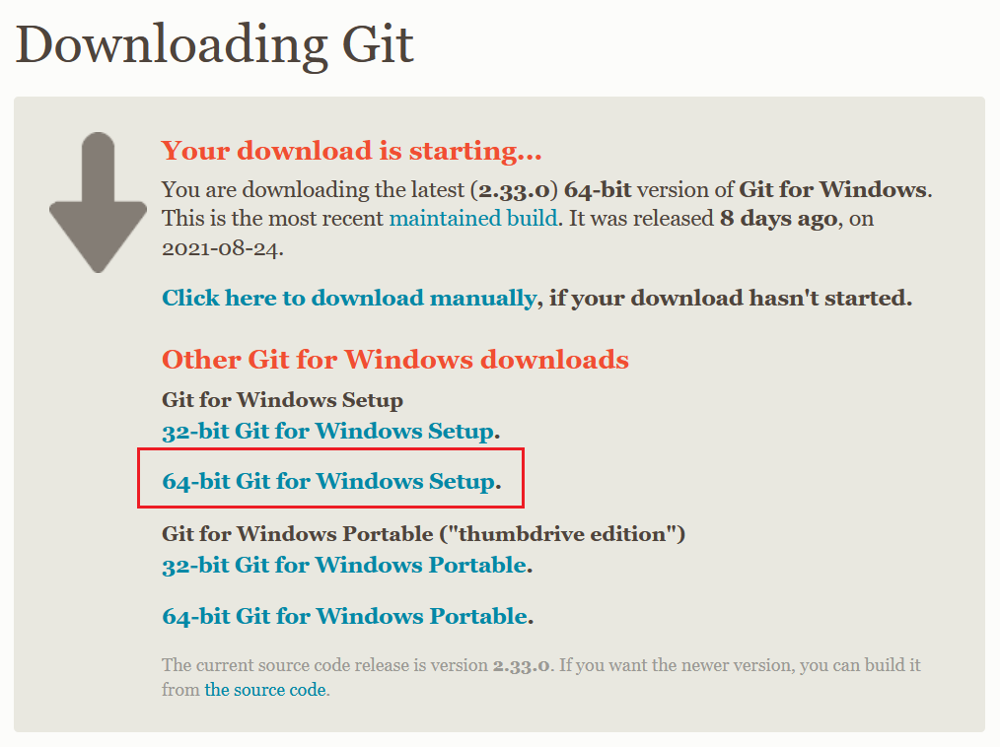 Downloading Git
Your download is starting...
You are downloading the latest (2.33.0) 64-bit version of Git for Windows.
This is the most recent maintained build. It was released 8 days ago, on
2021-08-24.
Click here to download manually, if your download hasn't started.
Other Git for Windows downloads
Git for Windows Setup
32-bit Git for Windows Setup.
64-bit Git for Windows Setup.
Git for Windows Portable ("thumbdrive edition")
32-bit Git for Windows Portable.
64-bit Git for Windows Portable.
The current source code release is version 2.33.0. If you want the newer version, you can build it
from the source code.